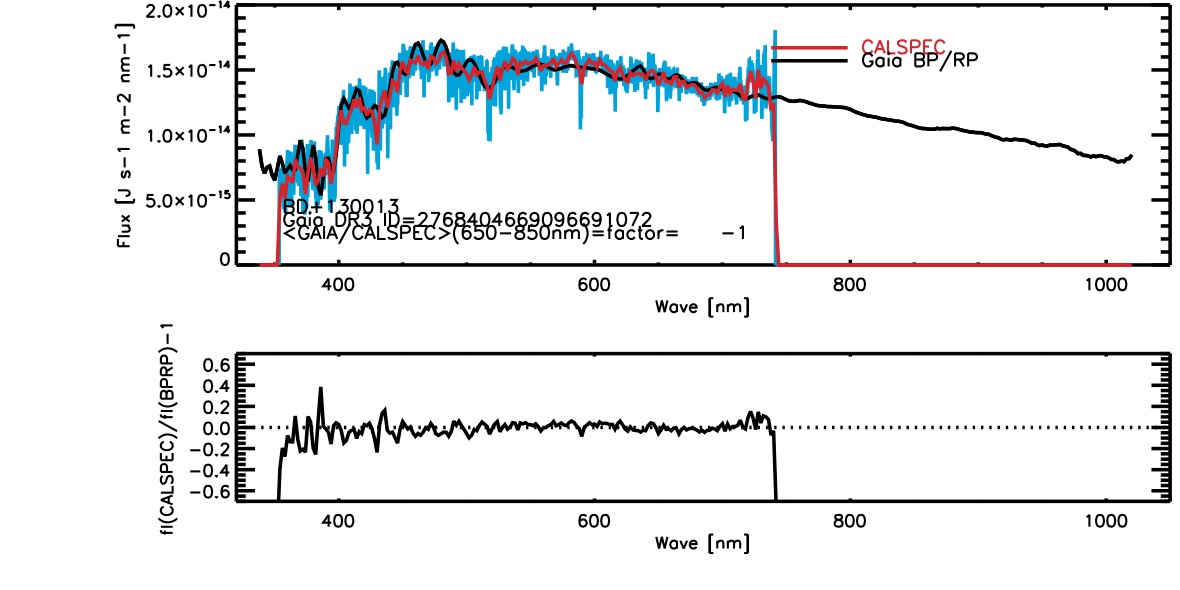 2.0×10−14
1.5×10−14
1.0×10−14
5.0×10−15
0
Flux [J s−1 m−2 nm−1]
CALSPEC
Gaia BP/RP
BD+130013
Gaia DR3 ID=2768404669096691072
<GAIA/CALSPEC>(650−850nm)=factor= −1
400 600 800 1000
Wave [nm]
fl(CALSPEC)/fl(BPRP)−1
0.6
0.4
0.2
0.0
−0.2
−0.4
−0.6
400 600 800 1000
Wave [nm]